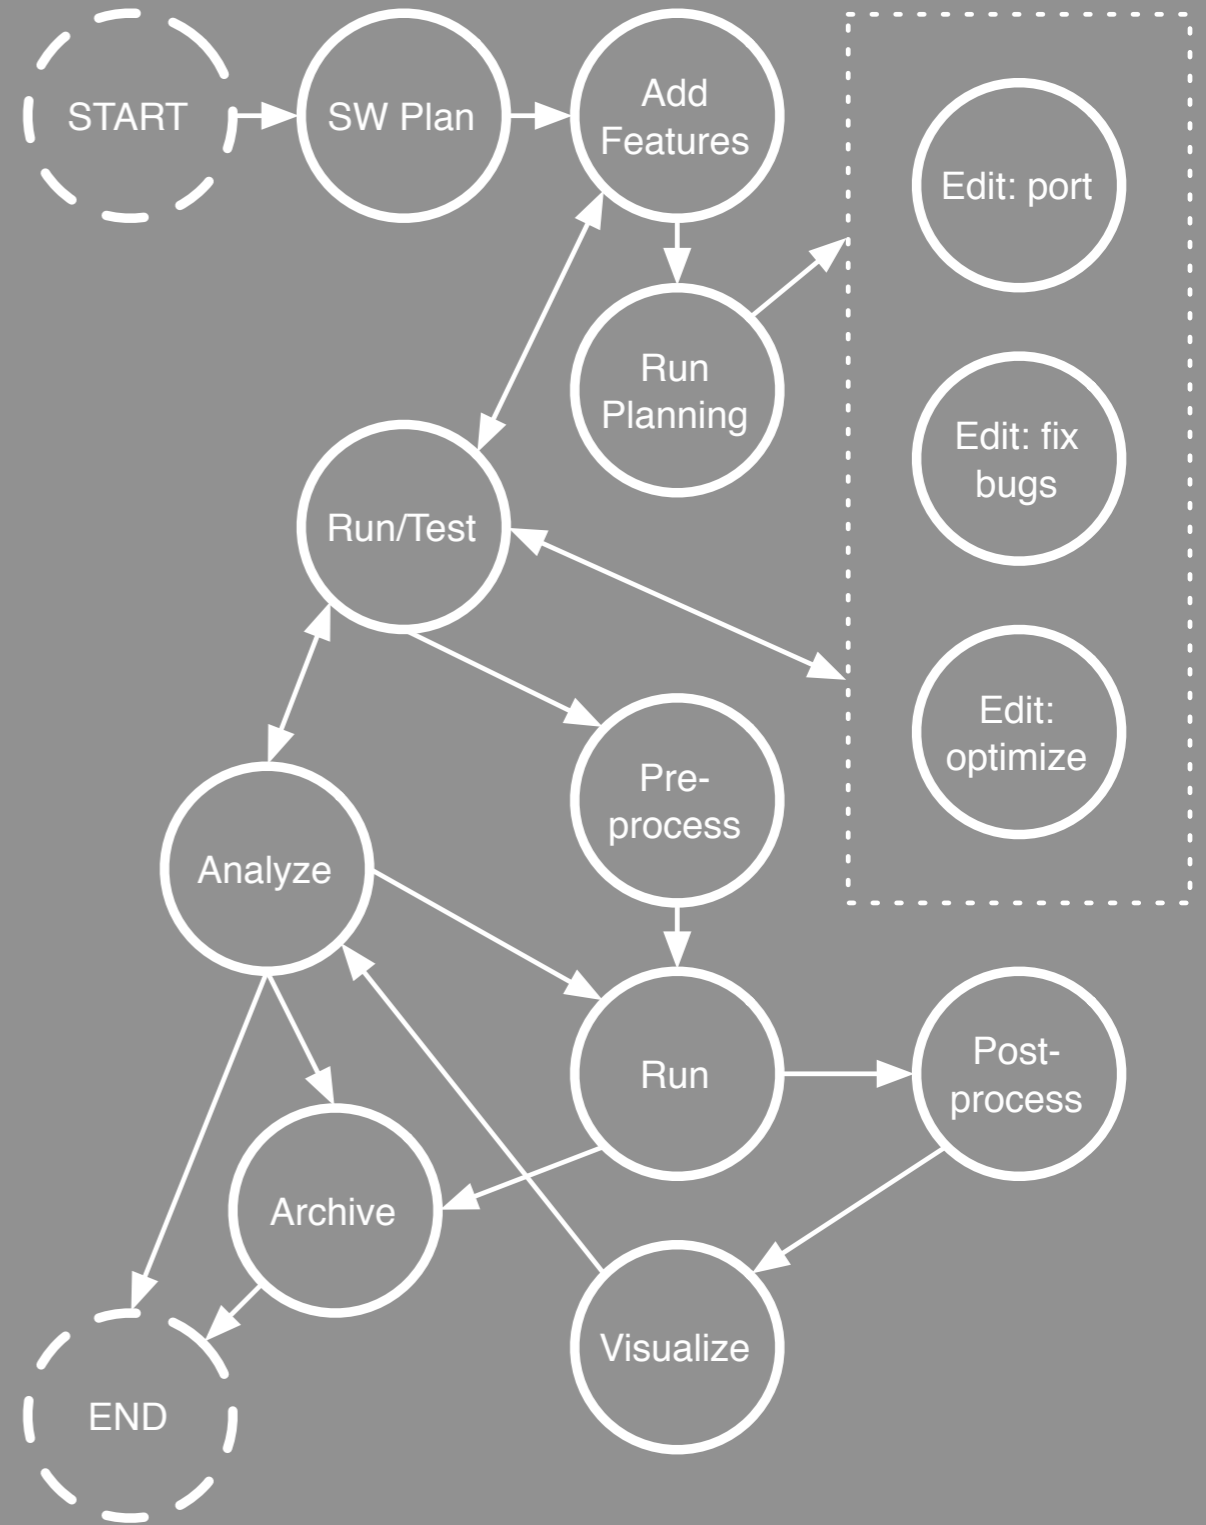 START
SW Plan
Add
Features
Edit: port
Run
Planning
Edit: fix
bugs
Run/Test
Edit:
optimize
Pre-
process
Analyze
Run
Post-
process
Archive
Visualize
END